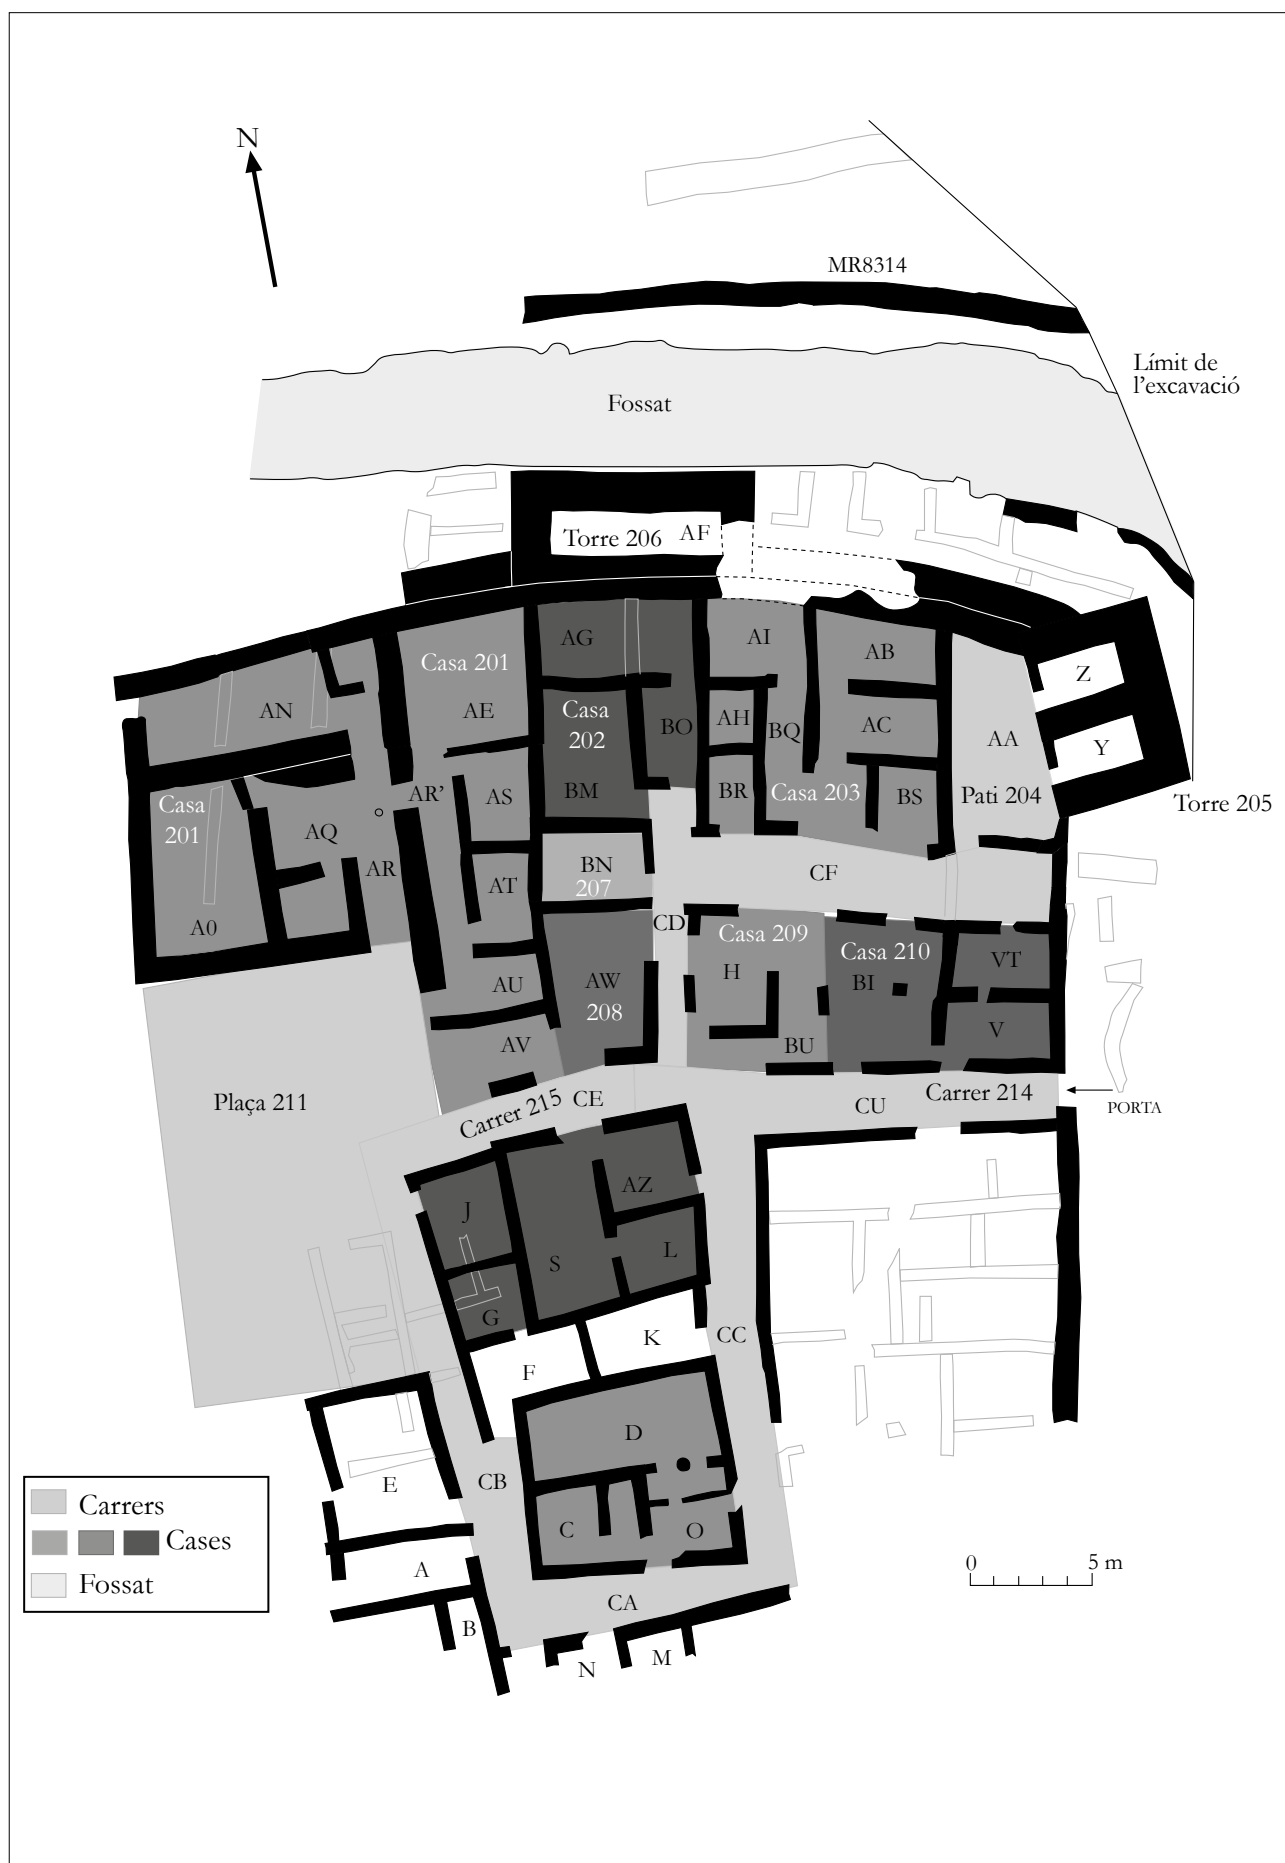 N
MR8314
Límit de
l’excavació
Fossat
Torre 206
AF
AG
AI
AB
Casa 201
Z
AN
AE
Casa
202
BO
AH
BQ
AC
AA
Y
AR’
AS
BM
BR
Casa 203
BS
Pati 204
Torre 205
Casa
201
AQ
AR
BN
207
CF
AT
A0
CD
Casa 209
Casa 210
VT
AU
AW
208
H
BI
V
AV
BU
Plaça 211
Carrer 215
CE
CU
Carrer 214
PORTA
AZ
J
S
L
G
K
CC
F
D
E
CB
C
O
A
CA
B
N
M
Carrers
Cases
Fossat
0
5 m